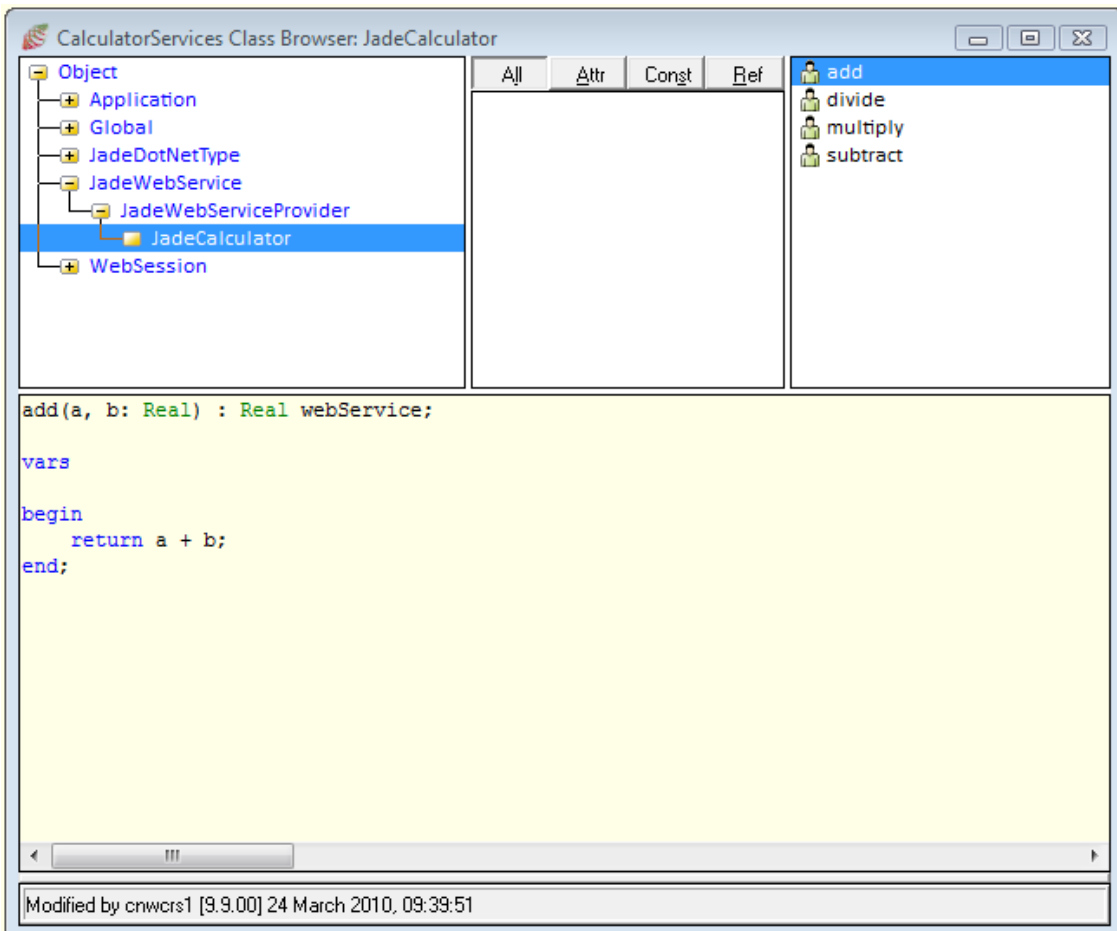 CalculatorServices Class Browser: JadeCalculator
Object
Application
Global
JadeDotNetType
JadeWebService
JadeWebServiceProvider
JadeCalculator
WebSession
All Attr Const Ref
add
divide
multiply
subtract
add(a, b: Real) : Real webService;
vars
begin
return a + b;
end;
Modified by cnwcrs1 [9.9.00] 24 March 2010, 09:39:51